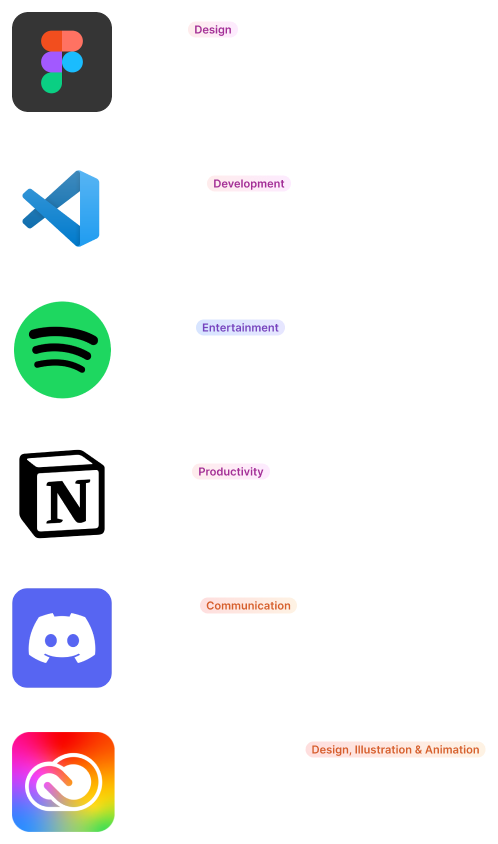 Design
Development
Entertainment
N
Productivity
Communication
Design, Illustration & Animation